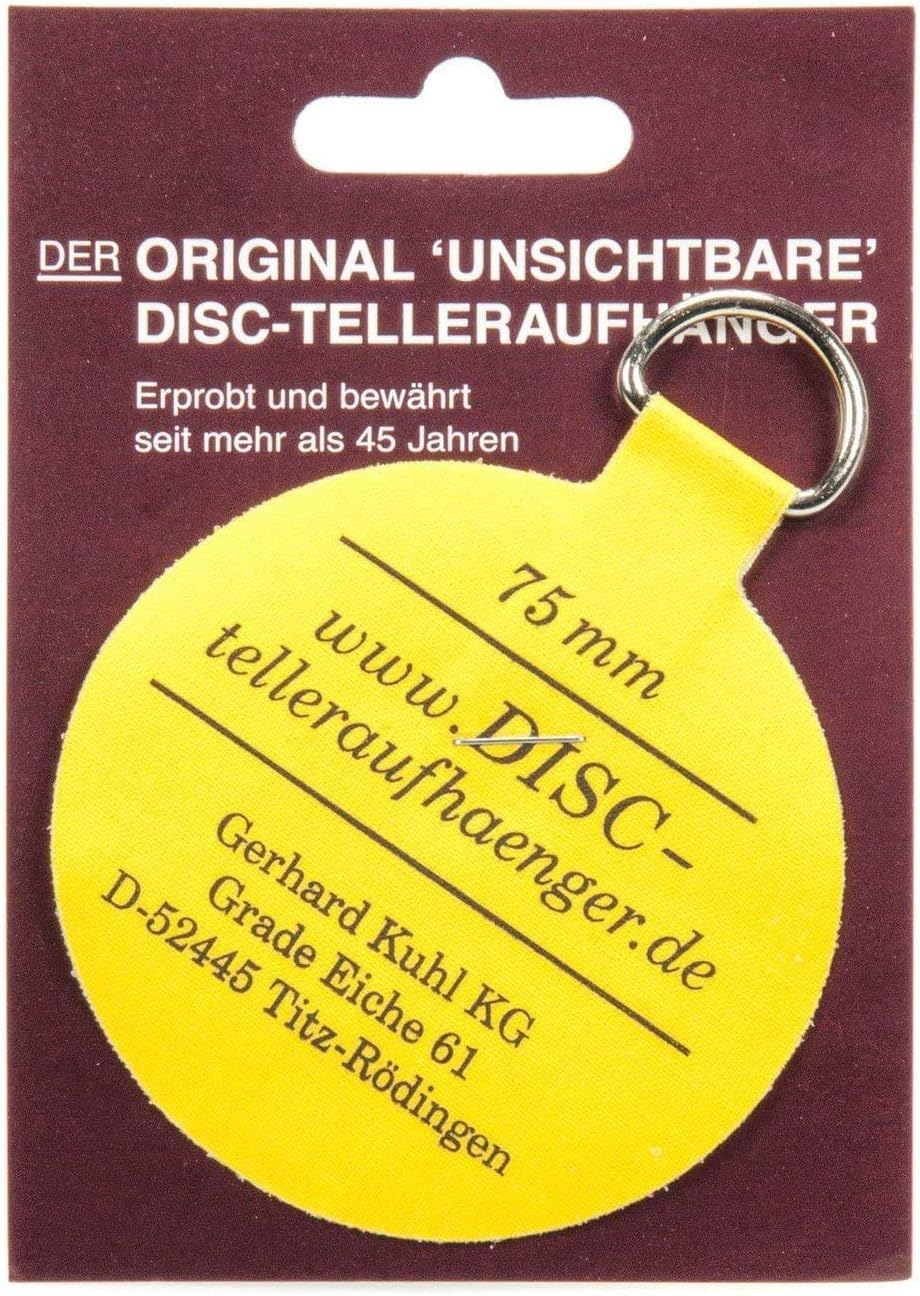 DER ORIGINAL ‘UNSICHTBARE’
DISC-TELLERAUFHÄNGER
Erprobt und bewährt
seit mehr als 45 Jahren
75 mm
www.DISC-
telleraufhaenger.de
Gerhard Kuhl KG
Grade Eiche 61
D-52445 Titz-Rödingen